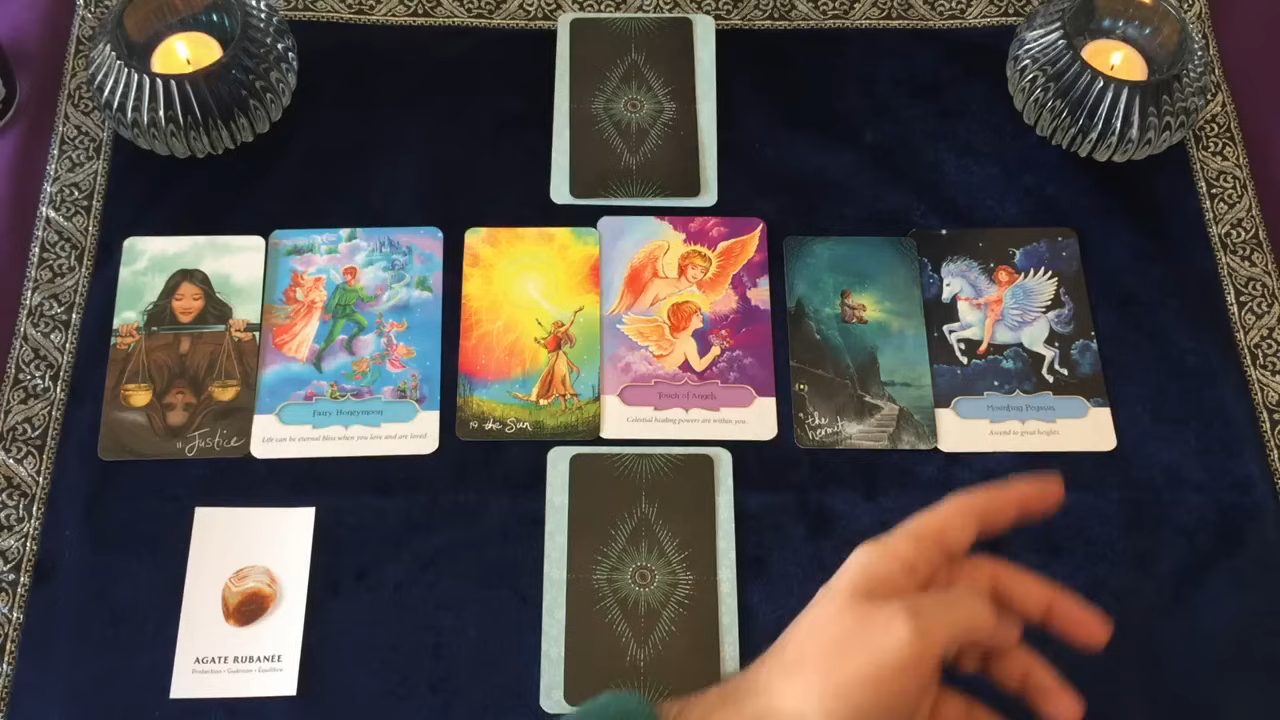 11 Justice
Fairy Honeymoon
Life can be eternal bliss when you love and are loved
19 the Sun
Touch of Angels
Celestial healing powers are within you.
the
hermit
Mounting Pegasus
Ascend to great heights.
AGATE RUBANÉE
Protection • Guérison • Équilibre